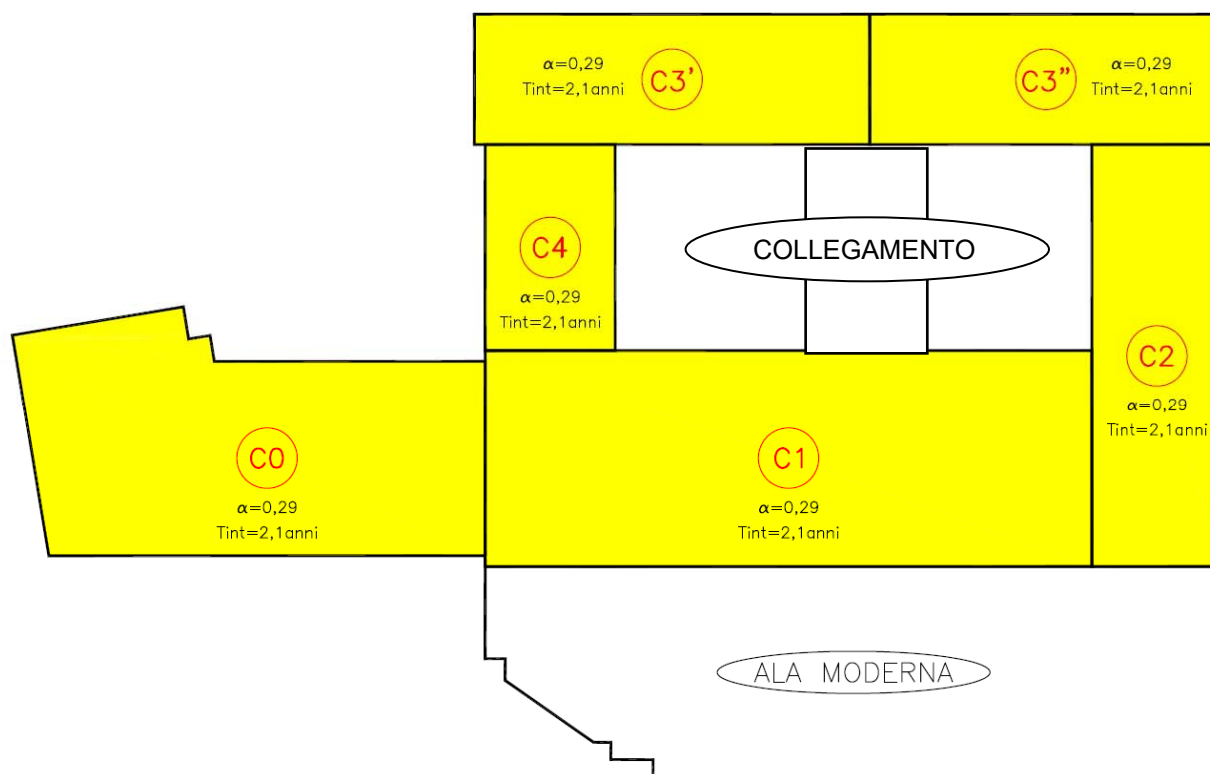 α=0,29
Tint=2,1anni
C3'
C3"
α=0,29
Tint=2,1anni
C4
α=0,29
Tint=2,1anni
COLLEGAMENTO
C2
α=0,29
Tint=2,1anni
C0
α=0,29
Tint=2,1anni
C1
α=0,29
Tint=2,1anni
ALA MODERNA